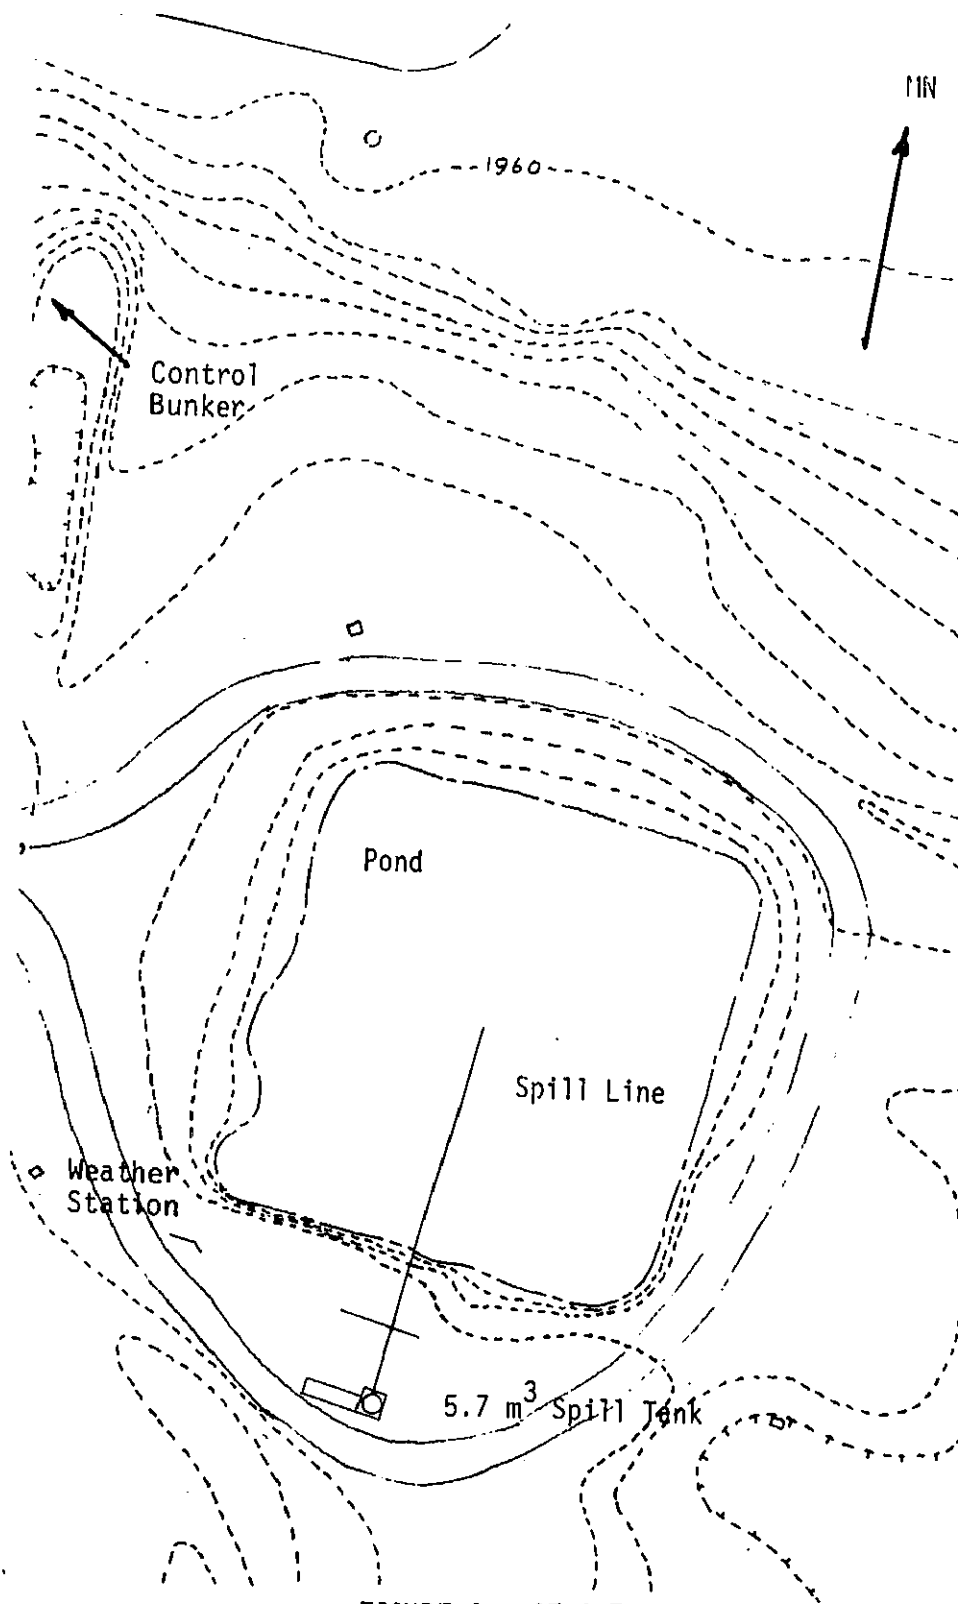 MN
1960
Control
Bunker
Pond
Spill Line
Weather
Station
5.7 m³ Spill Tank